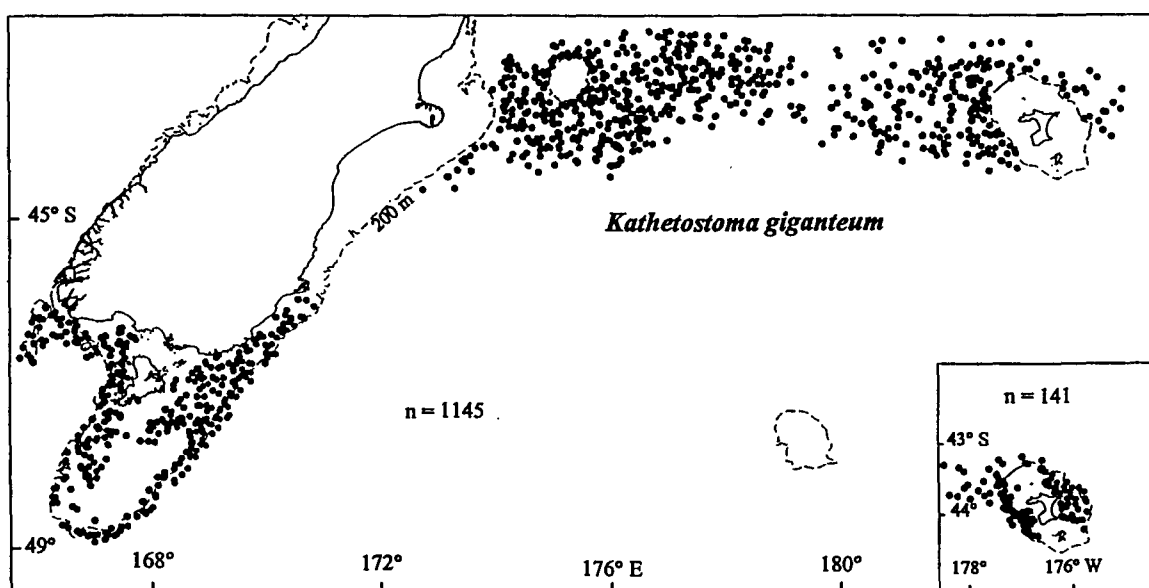 45° S
200 m
Kathetostoma giganteum
n = 1145
n = 141
43° S
44°
49°
168°
172°
176° E
180°
178°
176° W